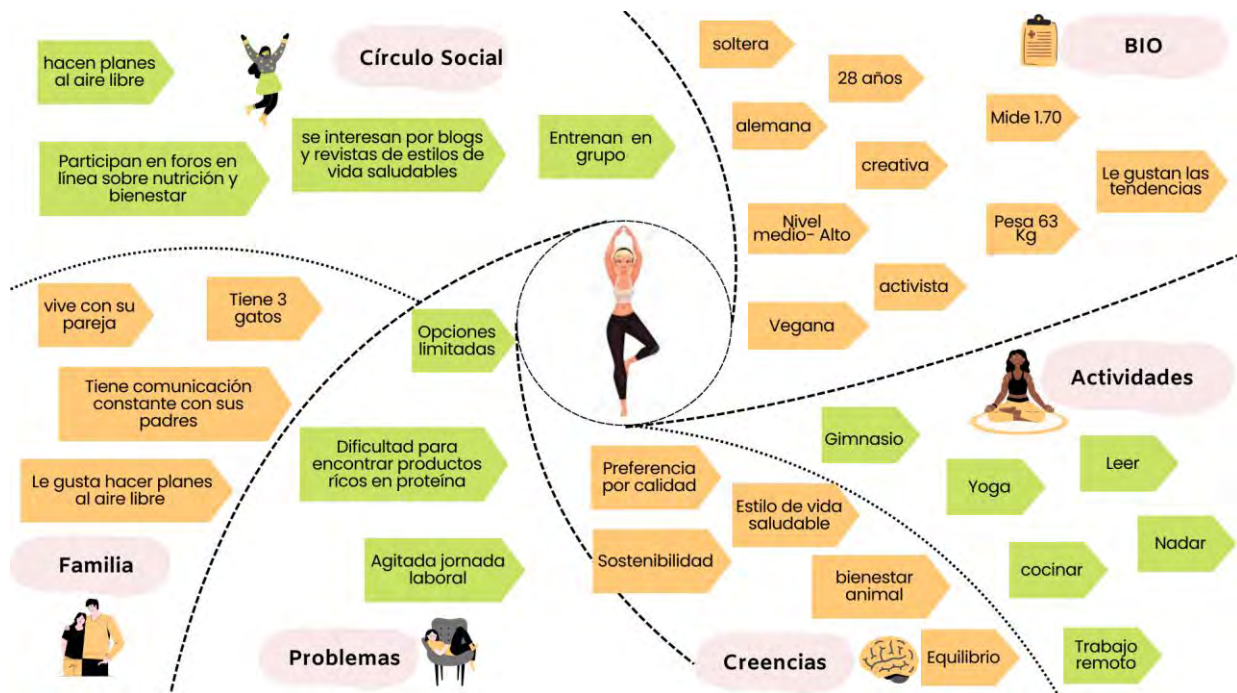 Círculo Social
hacen planes
al aire libre
Participan en foros en
línea sobre nutrición y
bienestar
se interesan por blogs
y revistas de estilos de
vida saludables
Entrenan en
grupo
BIO
soltera
28 años
alemana
Mide 1.70
creativa
Le gustan las
tendencias
Nivel
medio- Alto
Pesa 63
Kg
activista
Vegana
vive con su
pareja
Tiene 3
gatos
Tiene comunicación
constante con sus
padres
Le gusta hacer planes
al aire libre
Familia
Opciones
limitadas
Dificultad para
encontrar productos
rícos en proteína
Agitada jornada
laboral
Problemas
Preferencia
por calidad
Estilo de vida
saludable
Sostenibilidad
bienestar
animal
Equilibrio
Creencias
Actividades
Gimnasio
Leer
Yoga
Nadar
cocinar
Trabajo
remoto